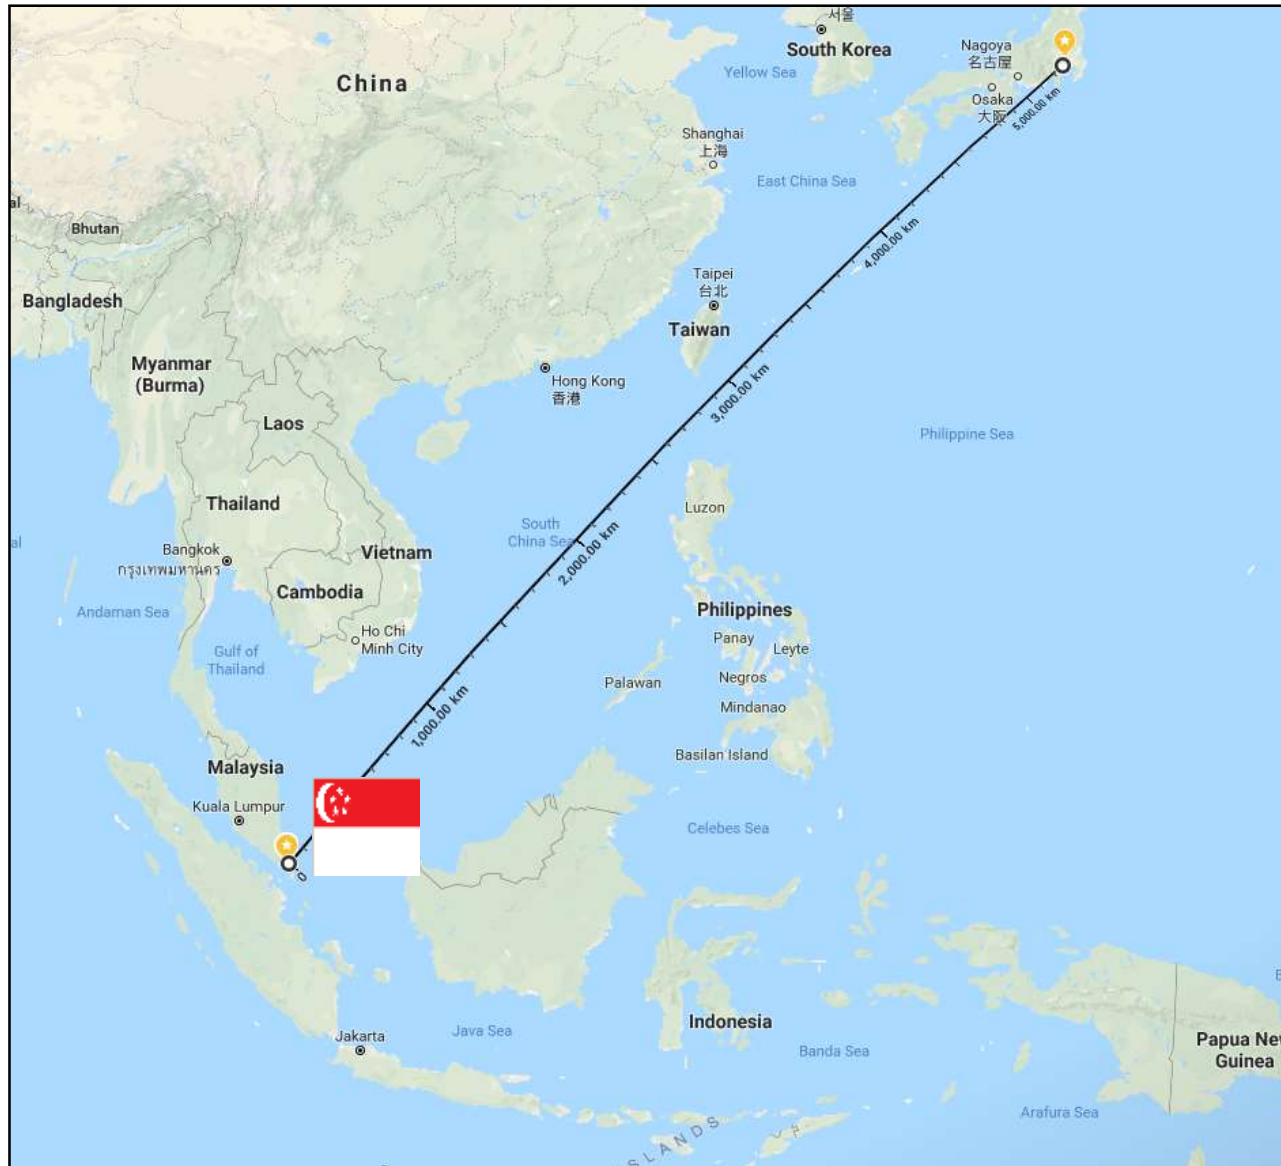 서울
South Korea
Nagoya
名古屋
China
Yellow Sea
Osaka
大阪
5,000.00 km
Shanghai
上海
East China Sea
al
Bhutan
4,000.00 km
Taipei
台北
Bangladesh
Taiwan
Myanmar
(Burma)
Hong Kong
香港
3,000.00 km
Laos
Philippine Sea
Thailand
Luzon
South
China Sea
al
Bangkok
กรุงเทพมหานคร
Vietnam
2,000.00 km
Cambodia
Andaman Sea
Philippines
Ho Chi
Minh City
Panay
Leyte
Gulf of
Thailand
Palawan
Negros
Mindanao
1,000.00 km
Basilan Island
Malaysia
Kuala Lumpur
Celebes Sea
0
Indonesia
Java Sea
Jakarta
Banda Sea
Papua New
Guinea
Arafura Sea
SLANDS